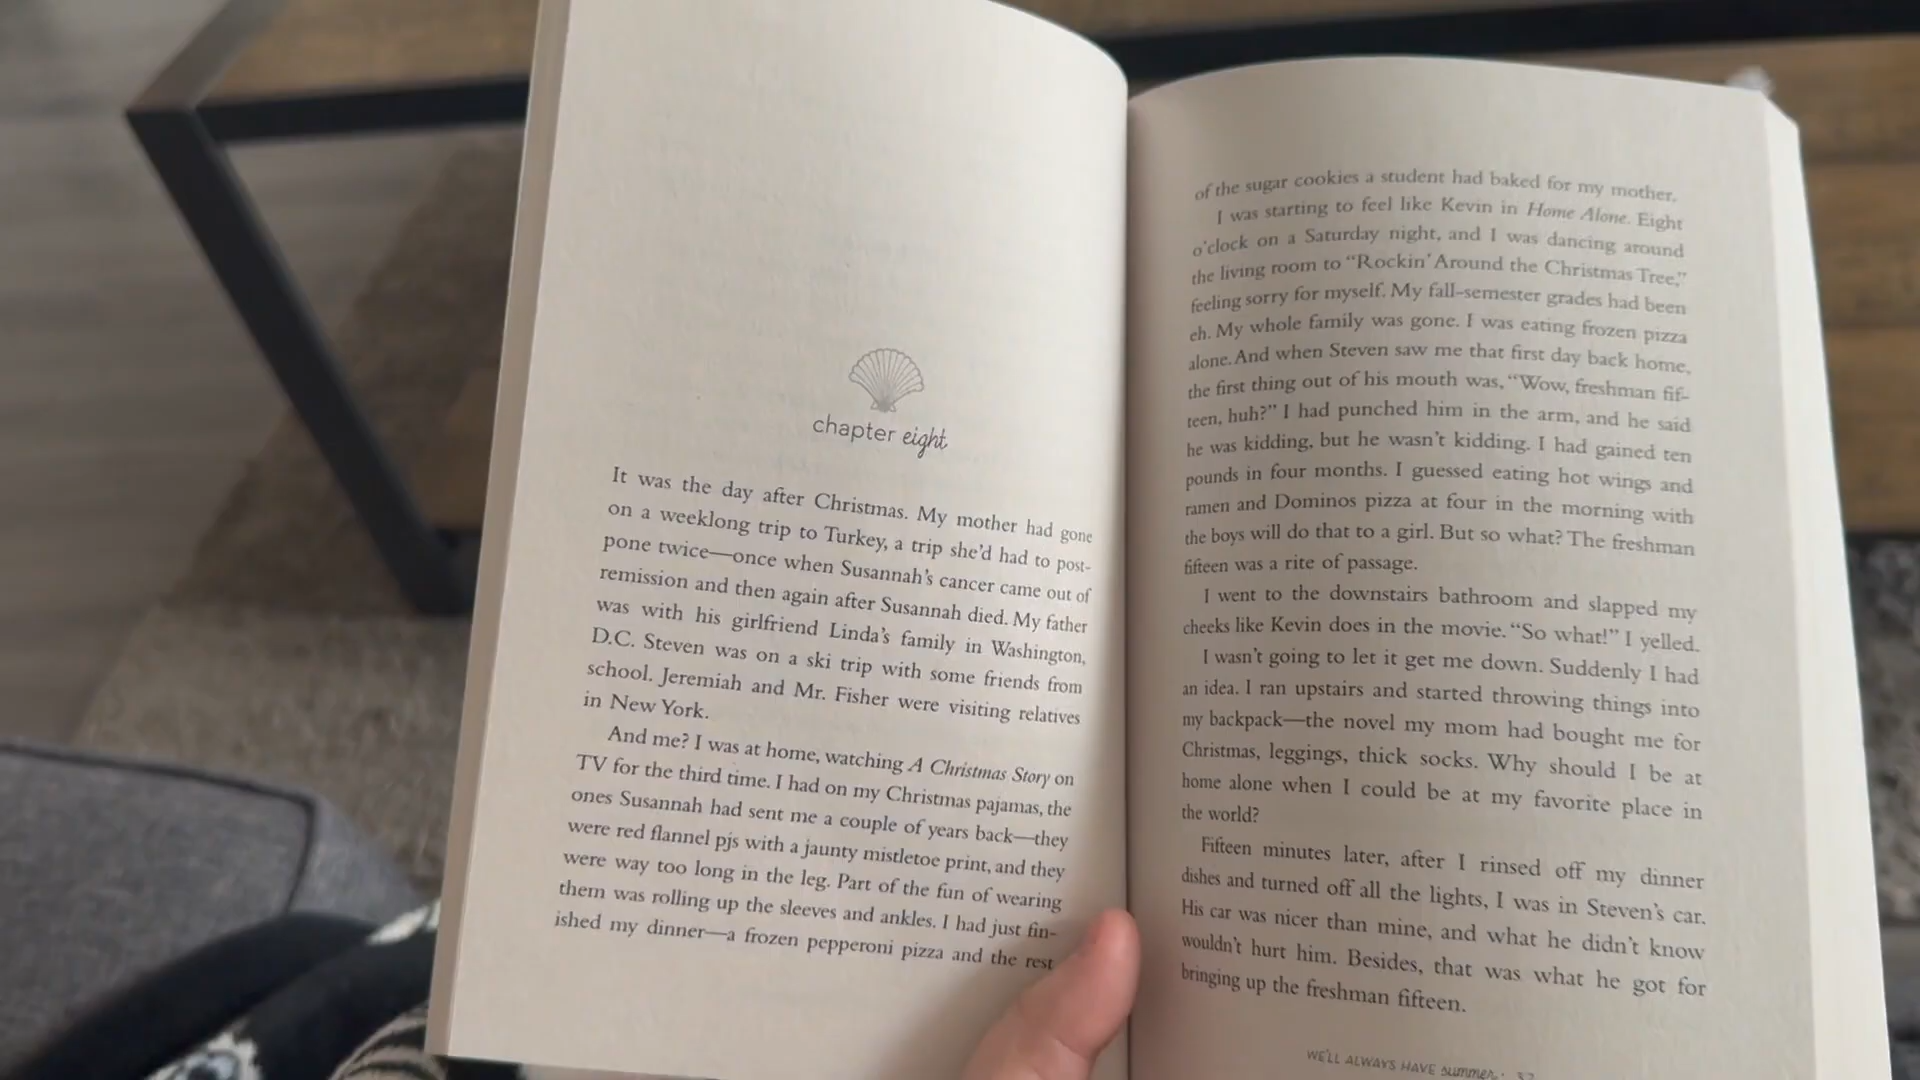 chapter eight
It was the day after Christmas. My mother had gone
on a weeklong trip to Turkey, a trip she'd had to post-
pone twice—once when Susannah's cancer came out of
remission and then again after Susannah died. My father
was with his girlfriend Linda's family in Washington,
D.C. Steven was on a ski trip with some friends from
school. Jeremiah and Mr. Fisher were visiting relatives
in New York.
And me? I was at home, watching A Christmas Story on
TV for the third time. I had on my Christmas pajamas, the
ones Susannah had sent me a couple of years back—they
were red flannel pjs with a jaunty mistletoe print, and they
were way too long in the leg. Part of the fun of wearing
them was rolling up the sleeves and ankles. I had just fin-
ished my dinner—a frozen pepperoni pizza and the rest
of the sugar cookies a student had baked for my mother.
I was starting to feel like Kevin in Home Alone. Eight
o'clock on a Saturday night, and I was dancing around
the living room to “Rockin’ Around the Christmas Tree,”
feeling sorry for myself. My fall-semester grades had been
eh. My whole family was gone. I was eating frozen pizza
alone. And when Steven saw me that first day back home,
the first thing out of his mouth was, “Wow, freshman fif-
teen, huh?” I had punched him in the arm, and he said
he was kidding, but he wasn't kidding. I had gained ten
pounds in four months. I guessed eating hot wings and
ramen and Dominos pizza at four in the morning with
the boys will do that to a girl. But so what? The freshman
fifteen was a rite of passage.
I went to the downstairs bathroom and slapped my
cheeks like Kevin does in the movie. “So what!” I yelled.
I wasn't going to let it get me down. Suddenly I had
an idea. I ran upstairs and started throwing things into
my backpack—the novel my mom had bought me for
Christmas, leggings, thick socks. Why should I be at
home alone when I could be at my favorite place in
the world?
Fifteen minutes later, after I rinsed off my dinner
dishes and turned off all the lights, I was in Steven's car.
His car was nicer than mine, and what he didn't know
wouldn't hurt him. Besides, that was what he got for
bringing up the freshman fifteen.
WE'LL ALWAYS HAVE summer ·